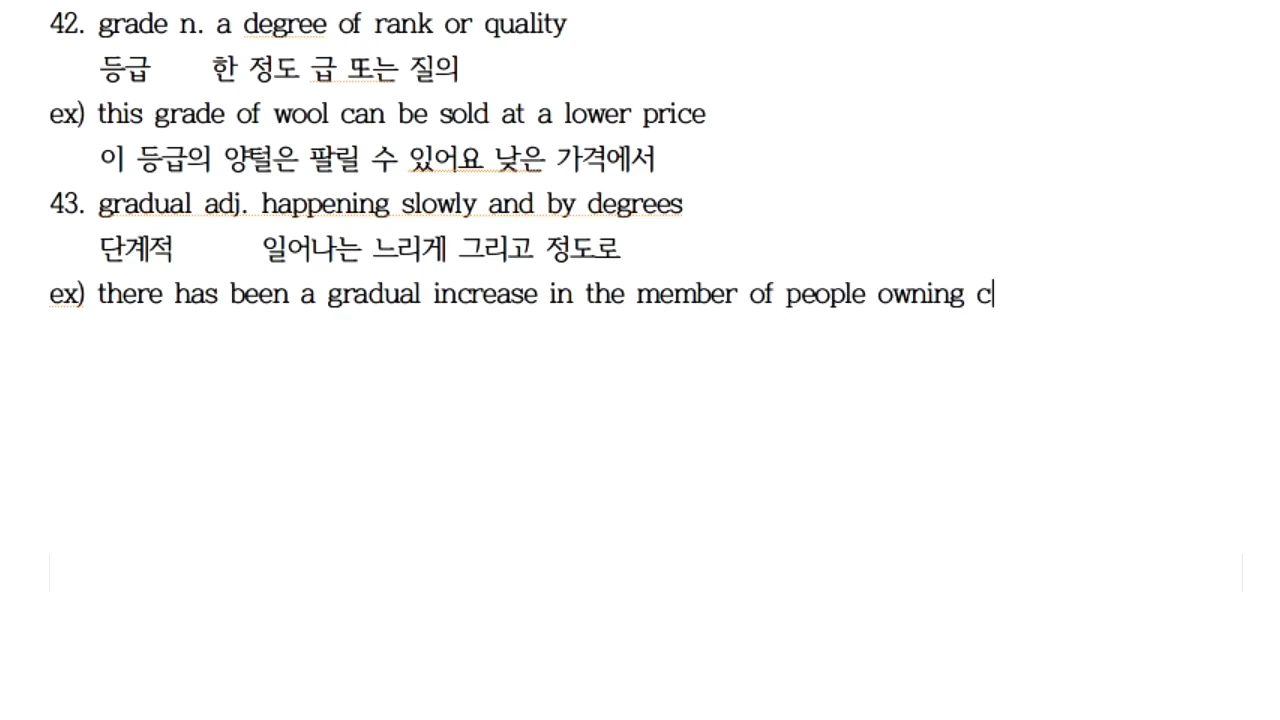 42. grade n. a degree of rank or quality
등급 한 정도 급 또는 질의
ex) this grade of wool can be sold at a lower price
이 등급의 양털은 팔릴 수 있어요 낮은 가격에서
43. gradual adj. happening slowly and by degrees
단계적 일어나는 느리게 그리고 정도로
ex) there has been a gradual increase in the member of people owning c